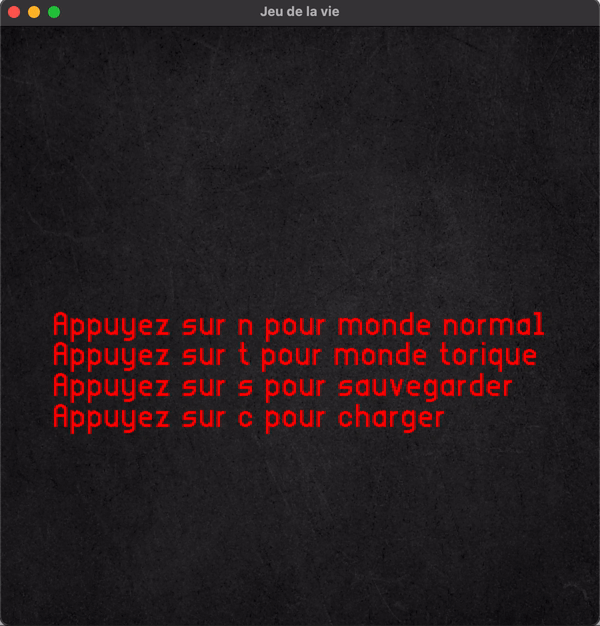 Jeu de la vie
Appuyez sur n pour monde normal
Appuyez sur t pour monde torique
Appuyez sur s pour sauvegarder
Appuyez sur c pour charger